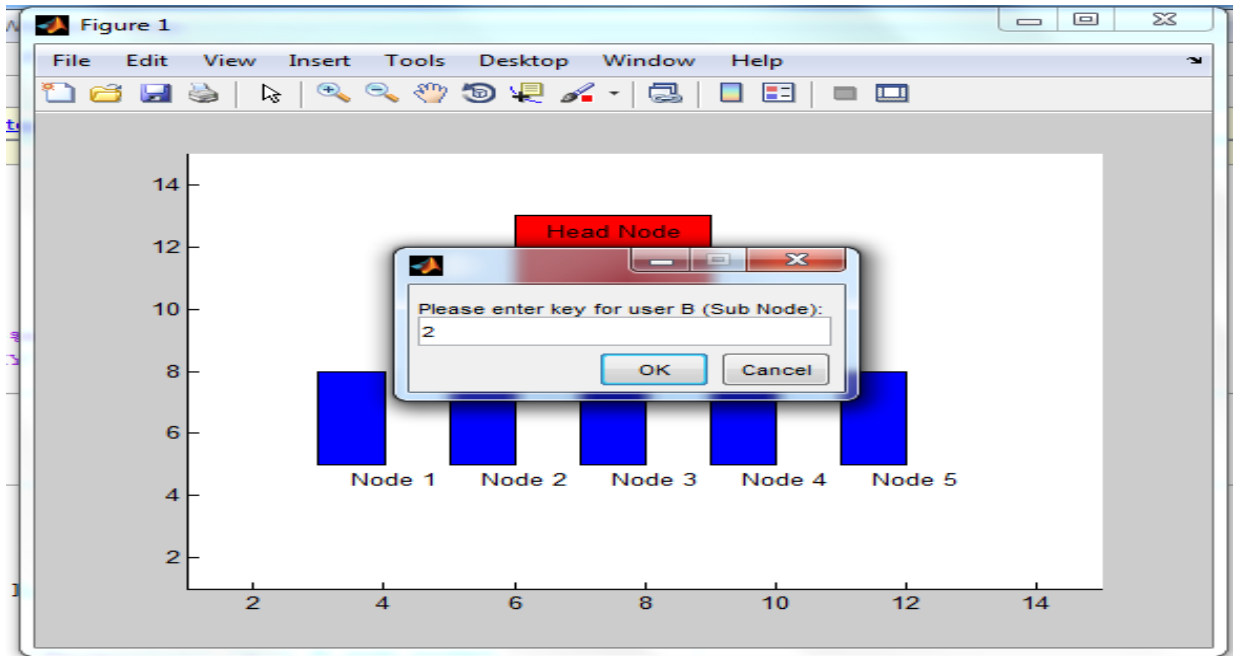 Figure 1
File Edit View Insert Tools Desktop Window Help
14
12
10
8
6
4
2
Head Node
Please enter key for user B (Sub Node):
2
OK Cancel
Node 1 Node 2 Node 3 Node 4 Node 5
2 4 6 8 10 12 14